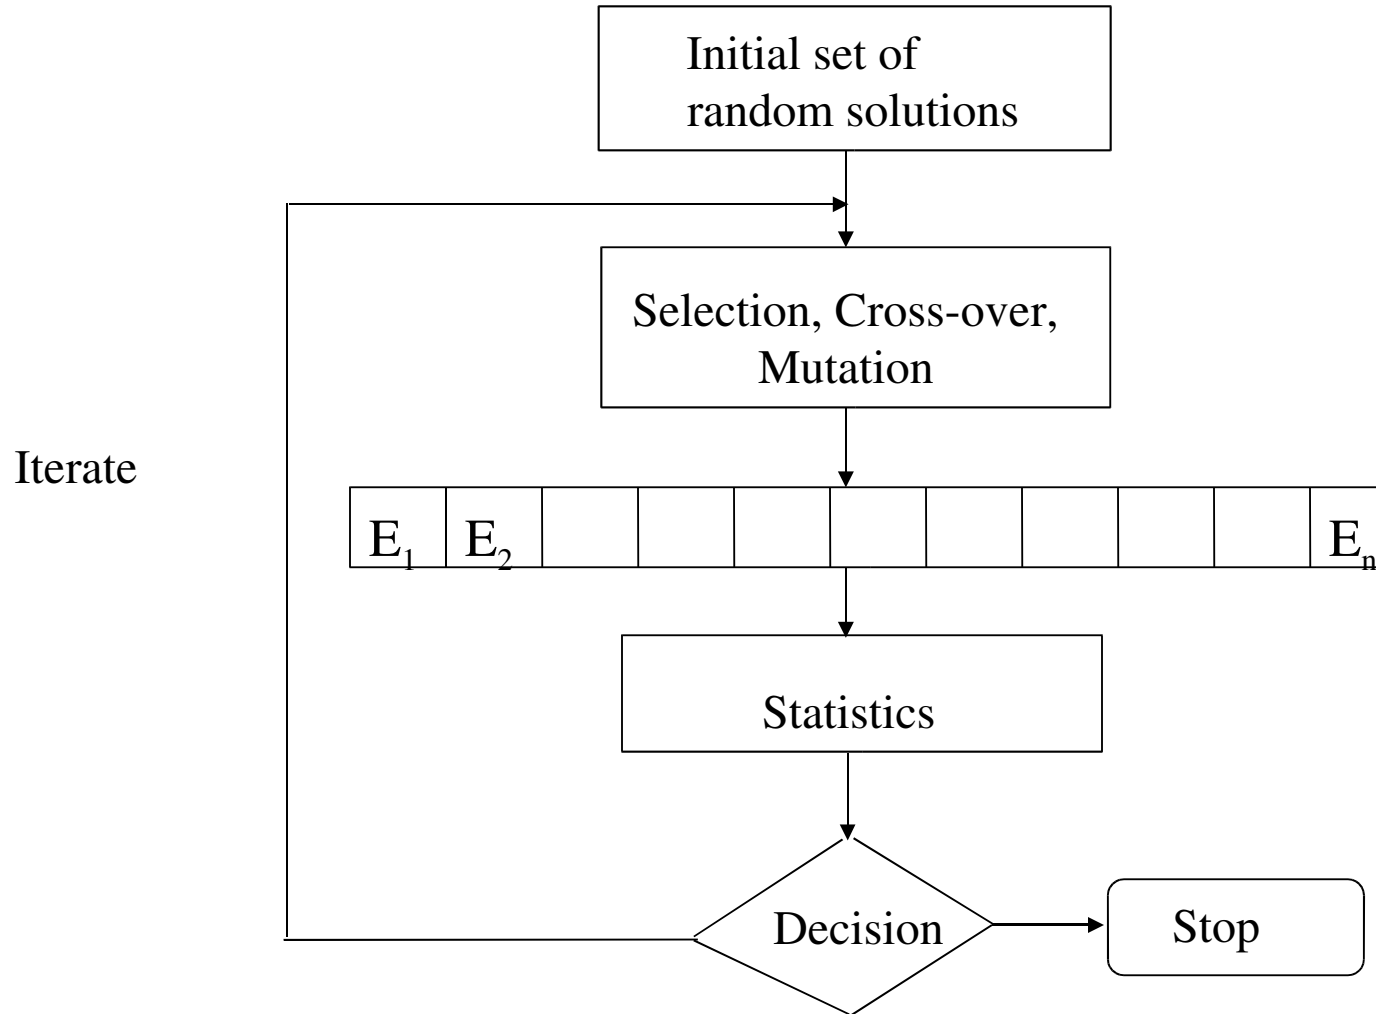 Initial set of
random solutions
Selection, Cross-over,
Mutation
Iterate
E₁ E₂ Eₙ
Statistics
Decision
Stop